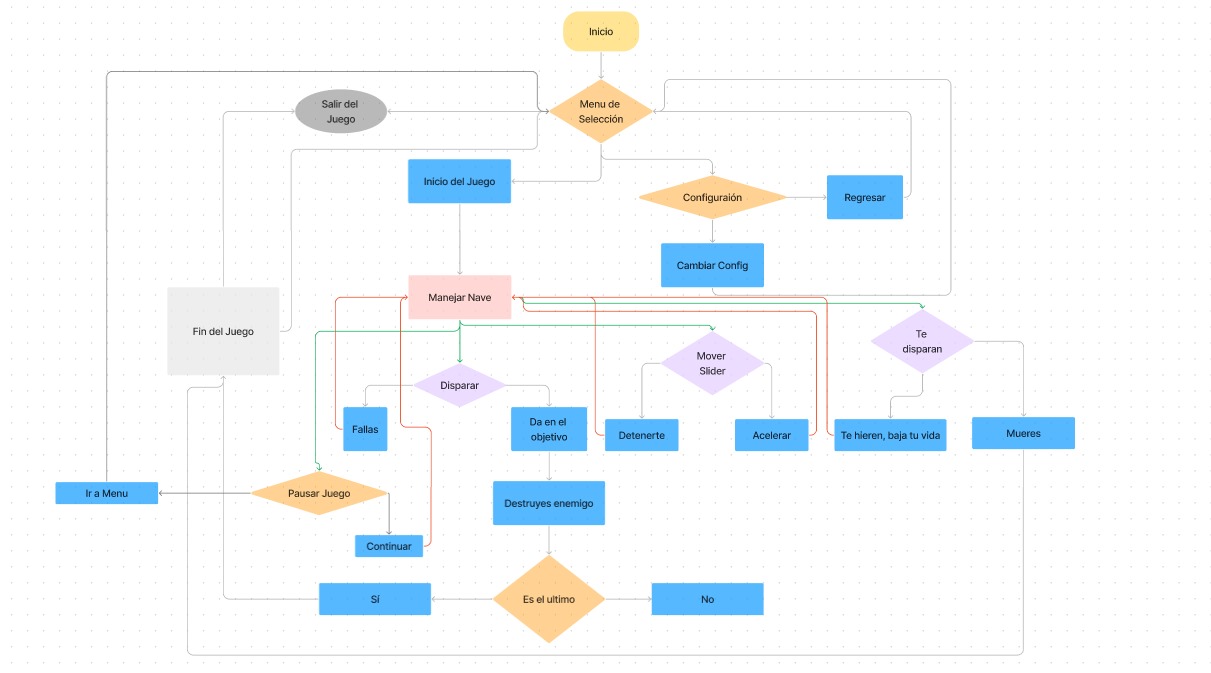 Inicio
Menu de
Selección
Salir del
Juego
Inicio del Juego
Configuraión
Regresar
Cambiar Config
Manejar Nave
Fin del Juego
Te
disparan
Mover
Slider
Disparar
Fallas
Da en el
objetivo
Detenerte
Acelerar
Te hieren, baja tu vida
Mueres
Ir a Menu
Pausar Juego
Destruyes enemigo
Continuar
Sí
Es el ultimo
No